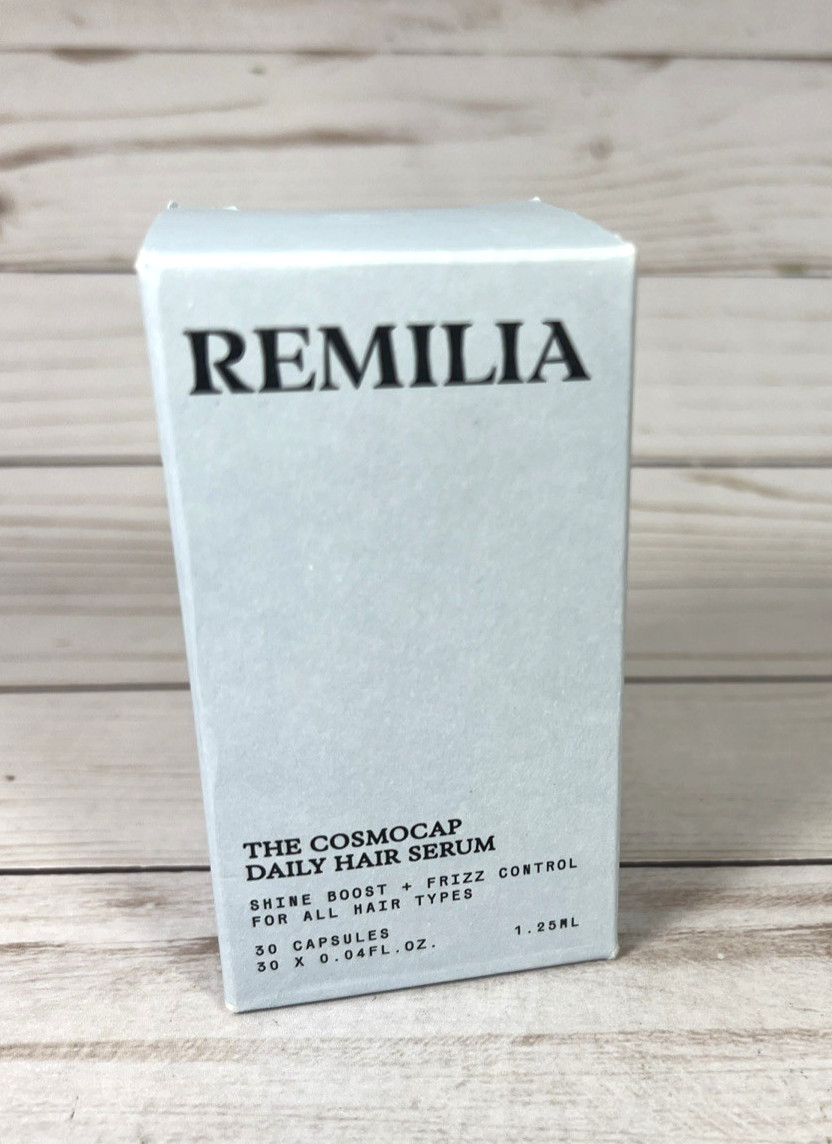 REMILIA
THE COSMOCAP
DAILY HAIR SERUM
SHINE BOOST + FRIZZ CONTROL
FOR ALL HAIR TYPES
30 CAPSULES
30 X 0.04FL.OZ. 1.25ML